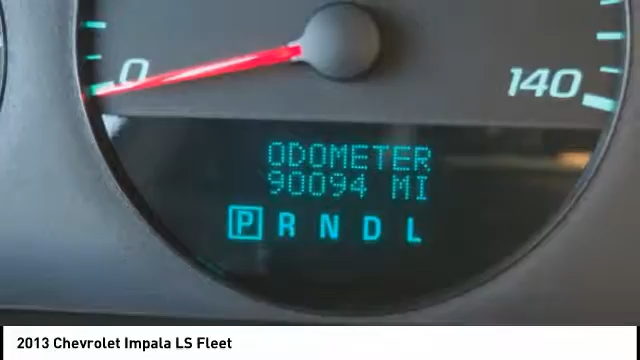 0
140
ODOMETER
90094 MI
P R N D L
2013 Chevrolet Impala LS Fleet